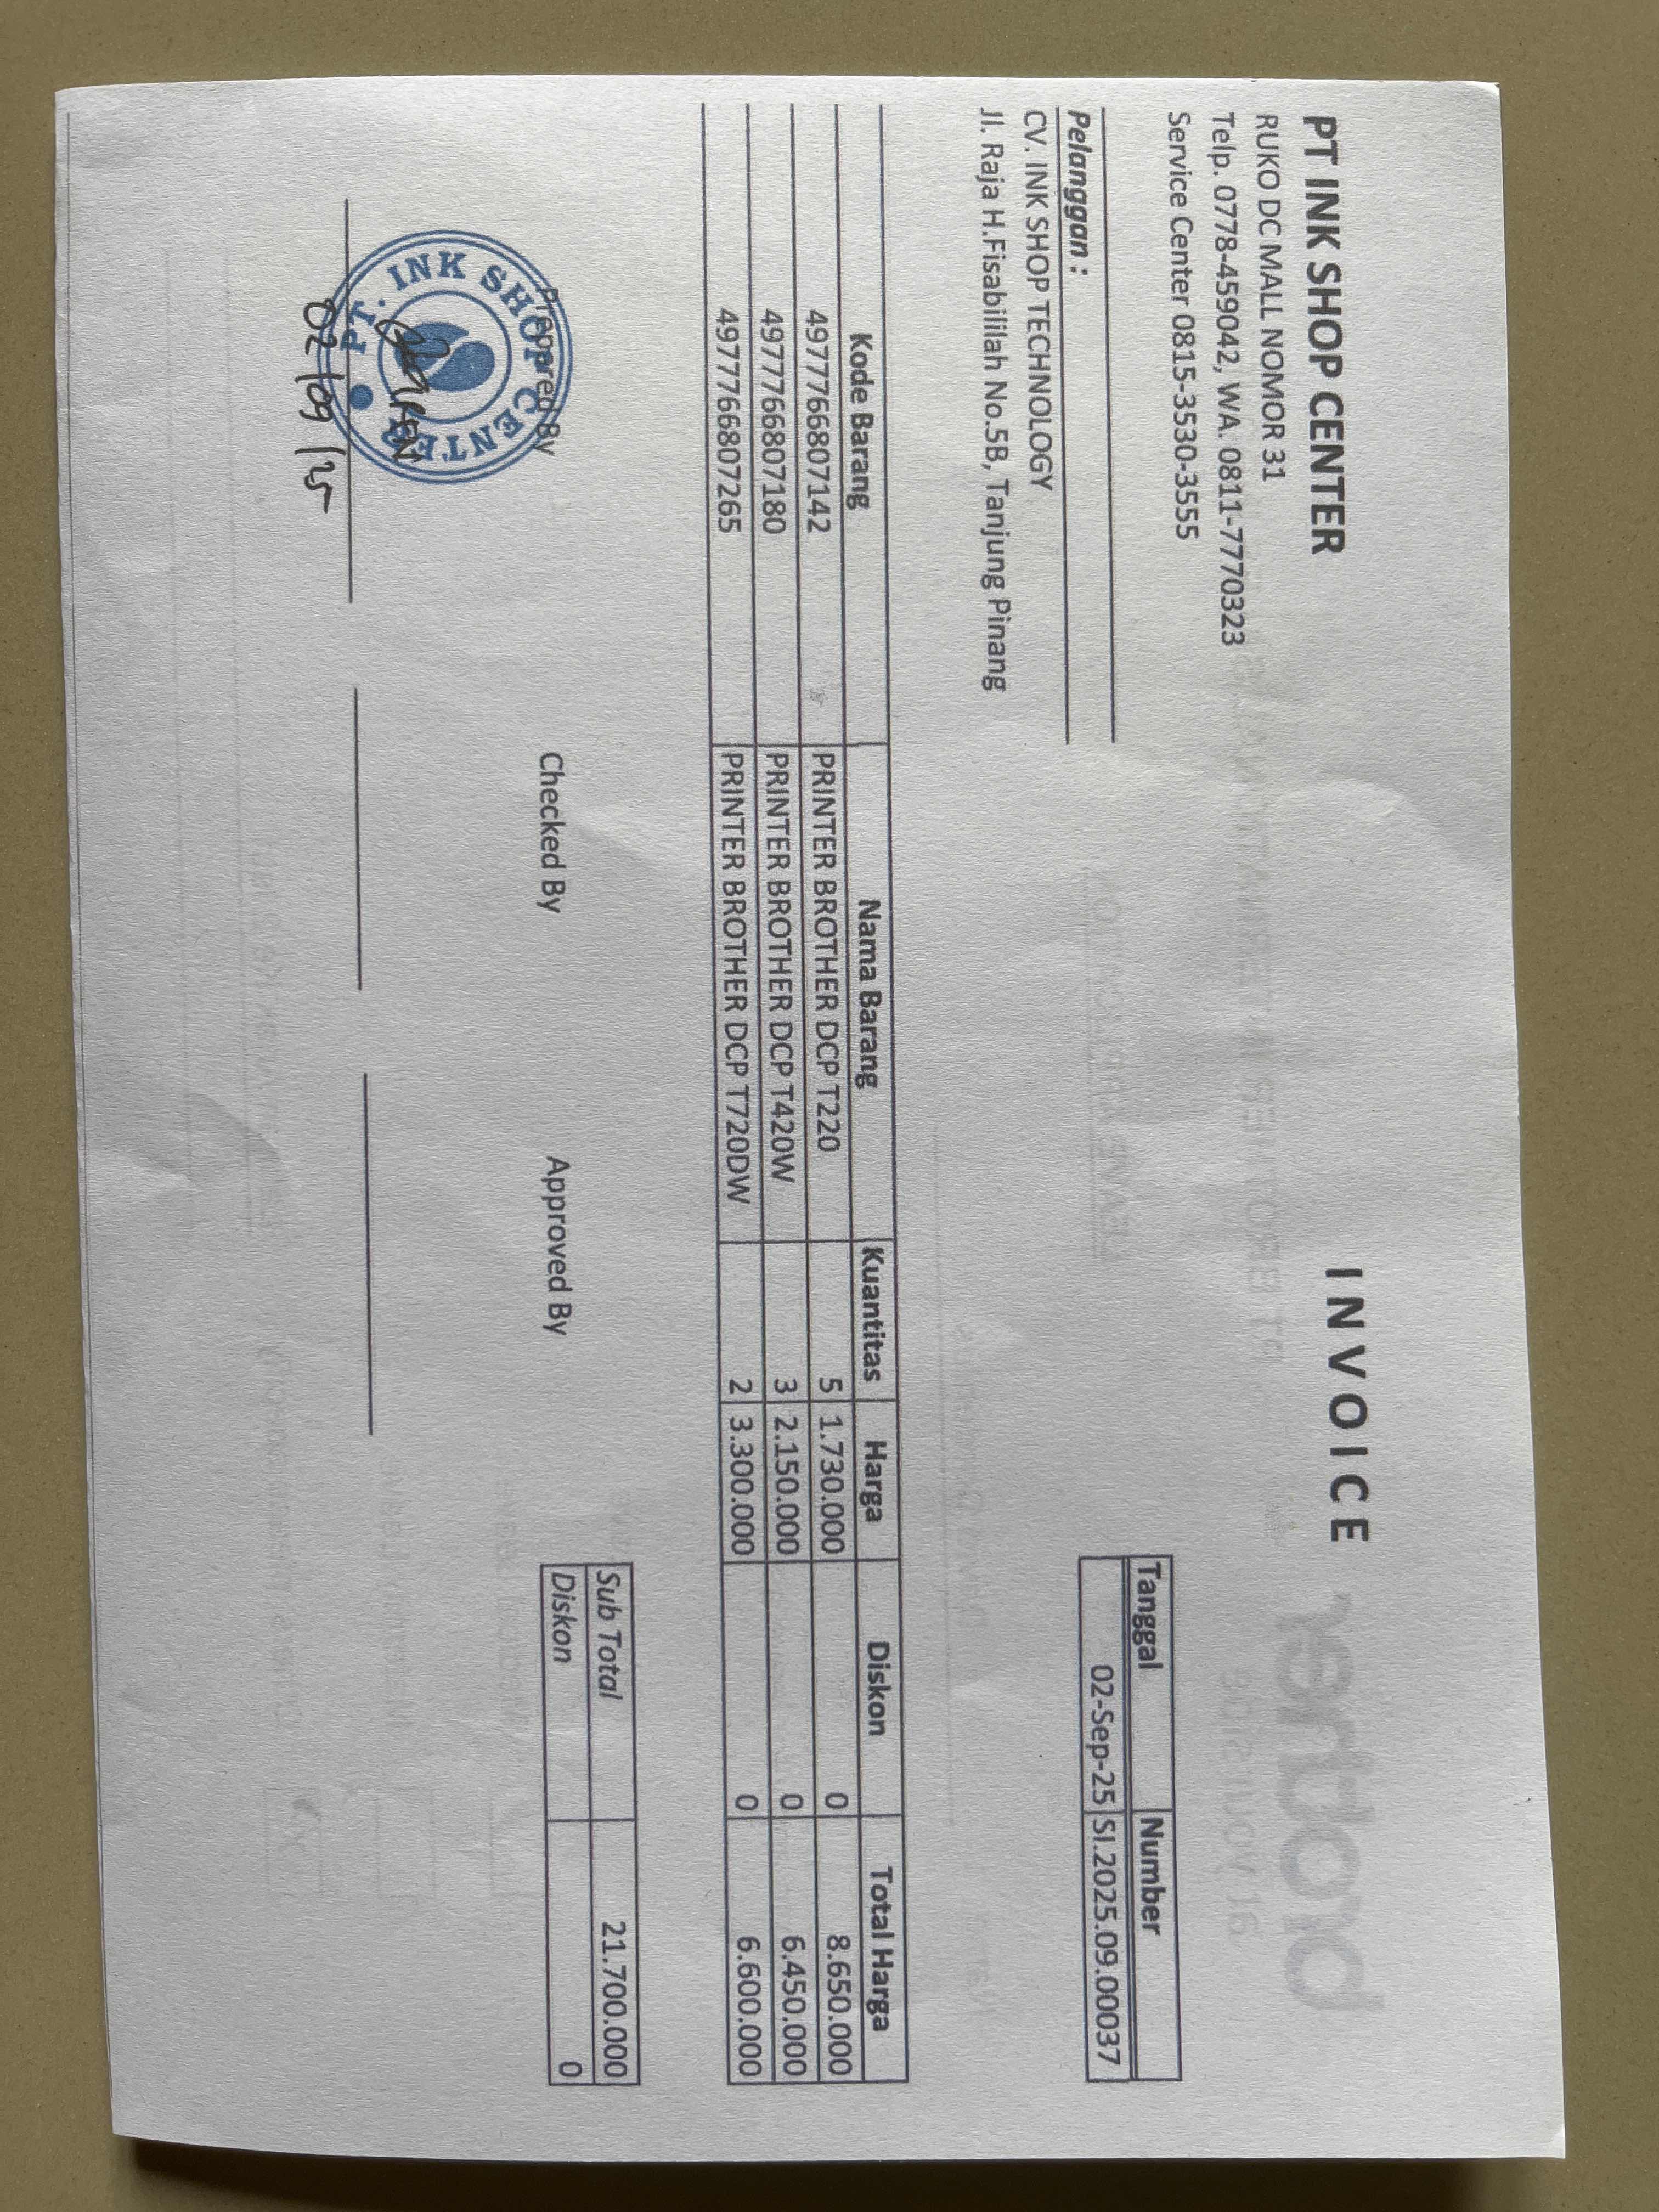 PT INK SHOP CENTER
INVOICE
RUKO DC MALL NOMOR 31
Telp. 0778-459042, WA. 0811-7770323
Service Center 0815-3530-3555
Tanggal Number
02-Sep-25 SI.2025.09.00037
Pelanggan :
CV. INK SHOP TECHNOLOGY
Jl. Raja H.Fisabililah No.5B, Tanjung Pinang
Kode Barang Nama Barang Kuantitas Harga Diskon Total Harga
4977766807142 PRINTER BROTHER DCP T220 5 1.730.000 0 8.650.000
4977766807180 PRINTER BROTHER DCP T420W 3 2.150.000 0 6.450.000
4977766807265 PRINTER BROTHER DCP T720DW 2 3.300.000 0 6.600.000
Sub Total 21.700.000
Diskon 0
Prepared By Checked By Approved By
PT. INK SHOP CENTER
02/09/25